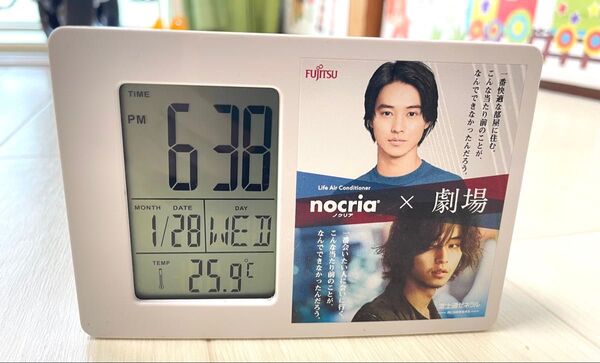 TIME
PM
6:38
MONTH DATE DAY
1/28 WED
TEMP
25.9℃
FUJITSU
一番快適な部屋に住む。
こんな当たり前のことが、
なんでできなかったんだろう。
Life Air Conditioner
nocria® × 劇場
ノクリア
一番会いたい人に会いに行く。
こんな当たり前のことが、
なんでできなかったんだろう。
富士通ゼネラル